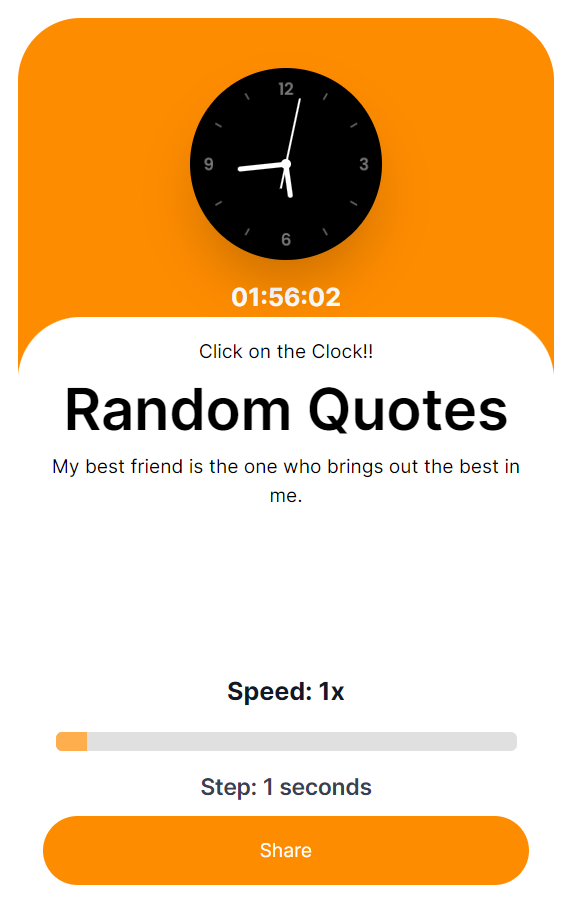 12
9
3
6
01:56:02
Click on the Clock!!
Random Quotes
My best friend is the one who brings out the best in
me.
Speed: 1x
Step: 1 seconds
Share